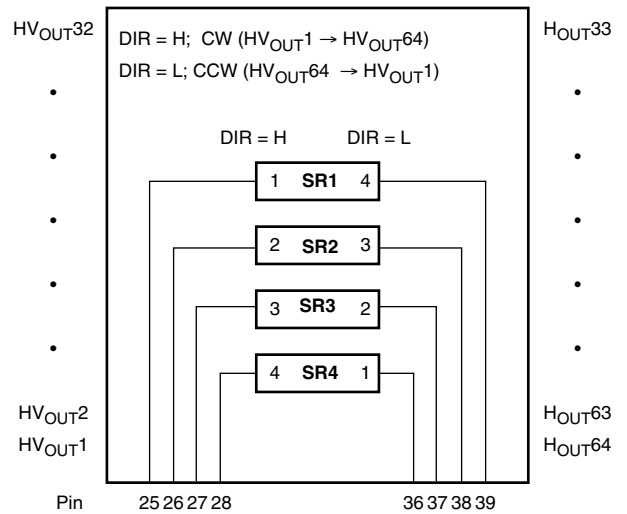 HVOUT32
H OUT33
DIR = H; CW (HVOUT1 → HVOUT64)
DIR = L; CCW (HVOUT64 → HVOUT1)
DIR = H DIR = L
1 SR1 4
2 SR2 3
3 SR3 2
4 SR4 1
HVOUT2
HOUT63
HVOUT1
HOUT64
Pin 25 26 27 28 36 37 38 39